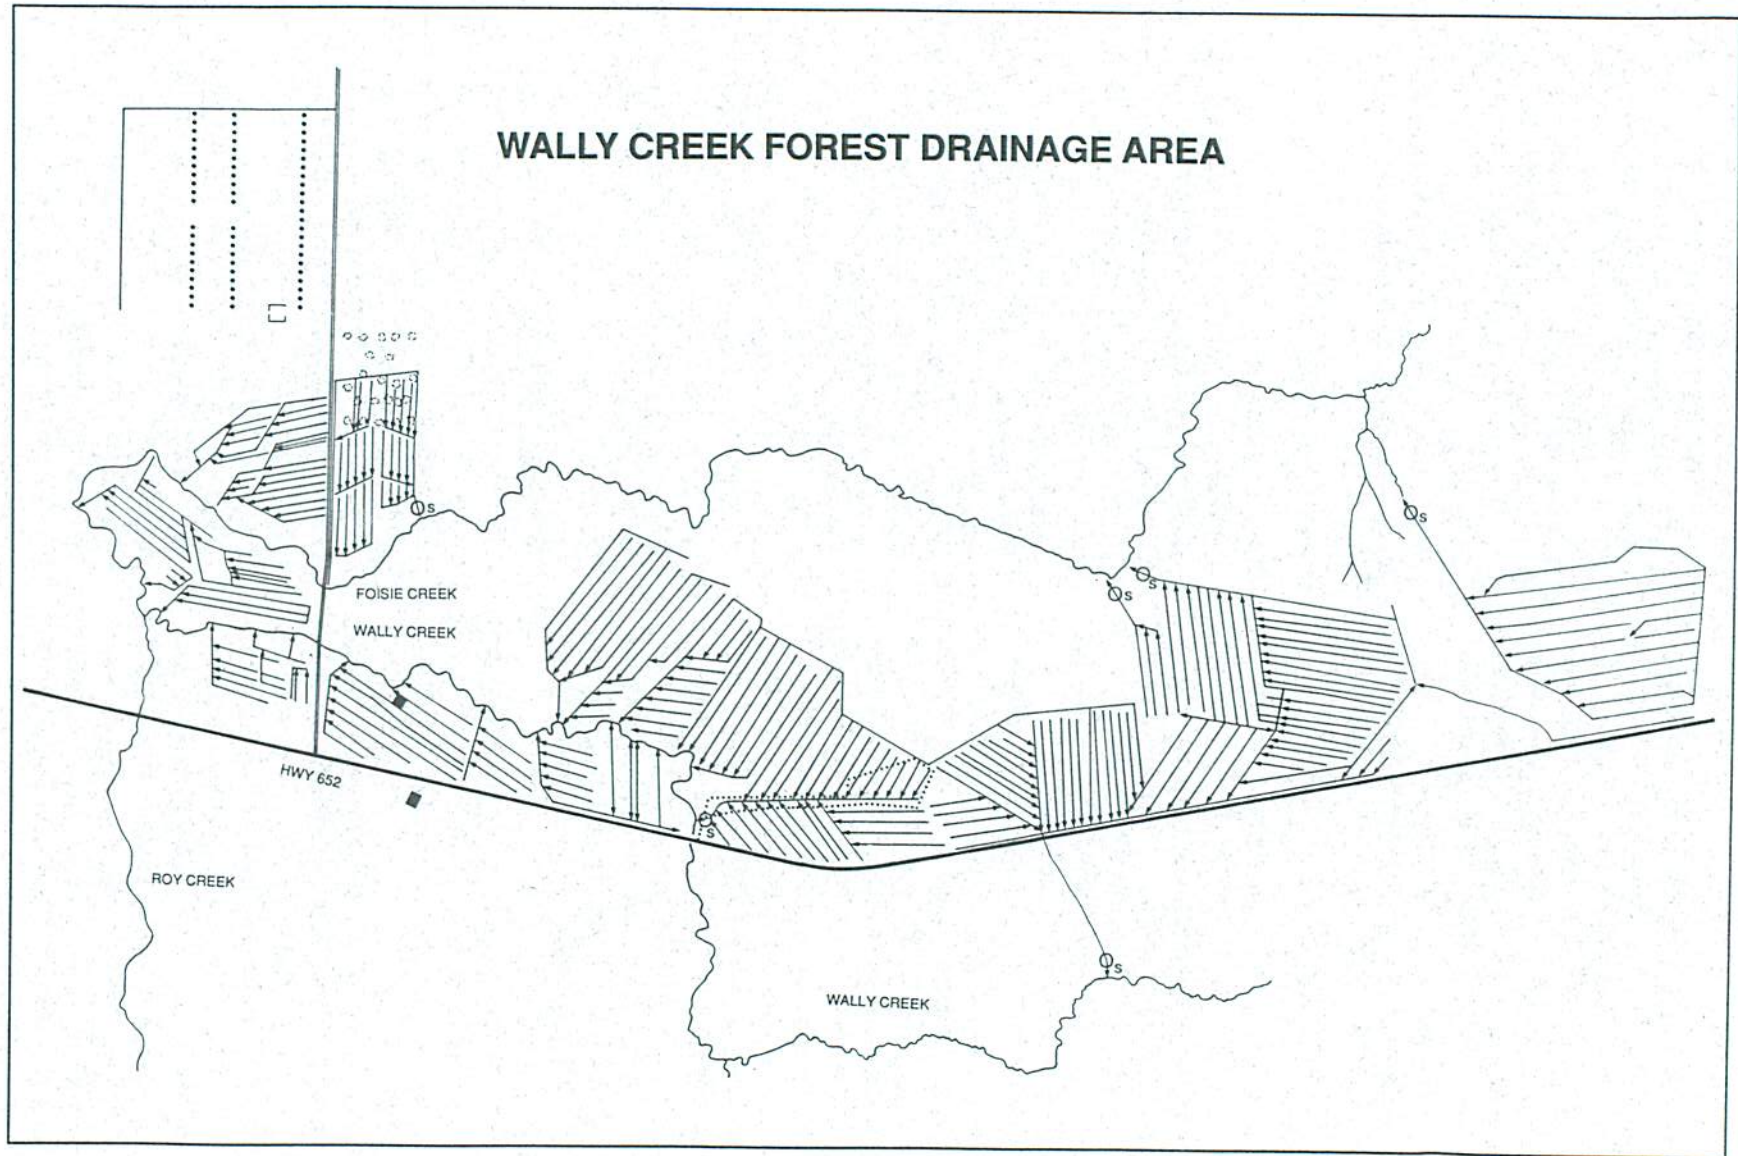 WALLY CREEK FOREST DRAINAGE AREA
S
S
S
S
FOISIE CREEK
WALLY CREEK
HWY 652
S
ROY CREEK
S
WALLY CREEK